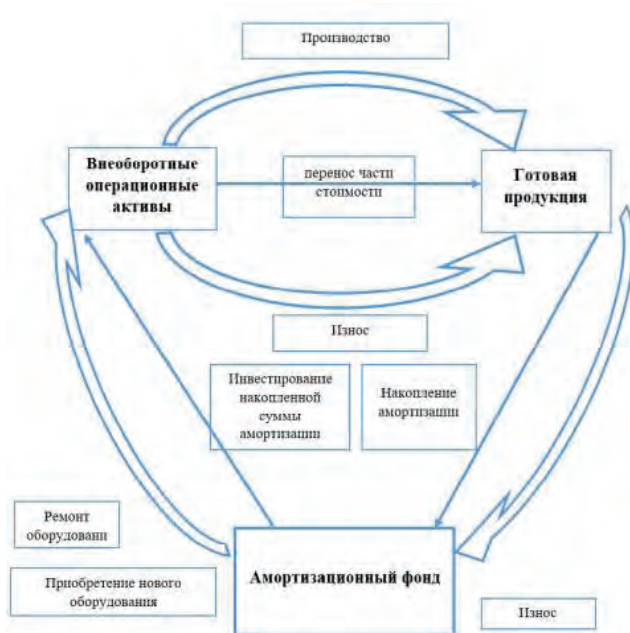 Производство
Внеоборотные
операционные
активы
перенос части
стоимости
Готовая
продукция
Износ
Инвестирование
накопленной
суммы
амортизации
Накопление
амортизации
Ремонт
оборудовани
Приобретение нового
оборудования
Амортизационный фонд
Износ